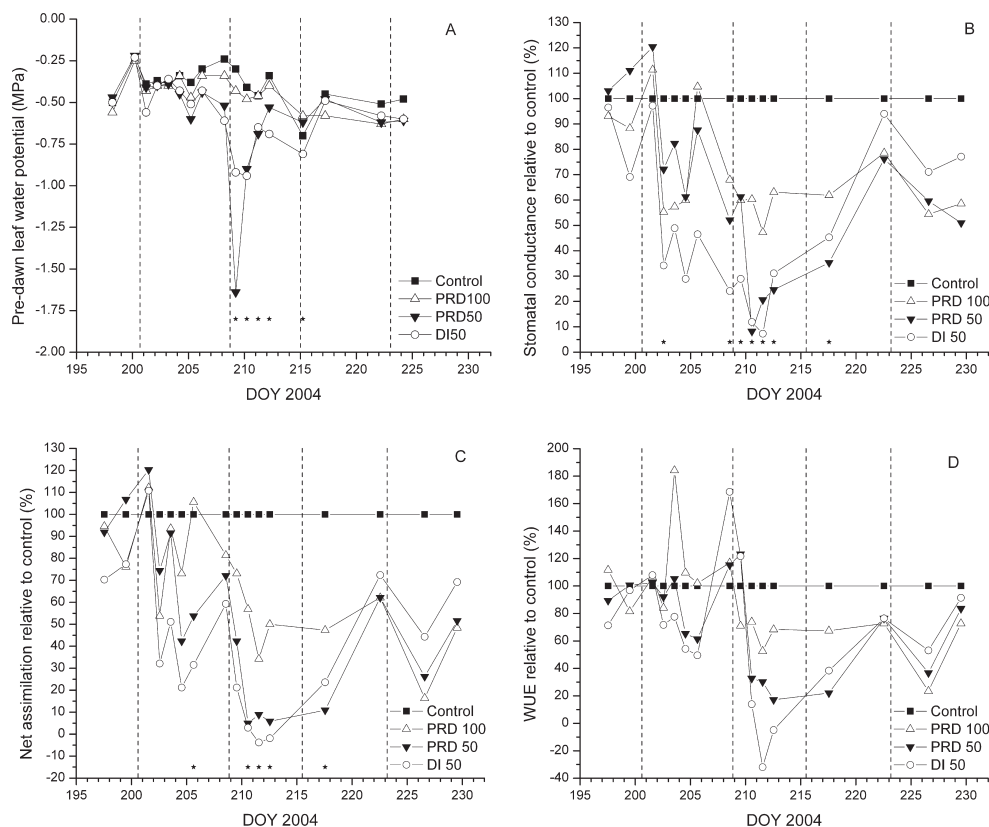 A
Pre-dawn leaf water potential (MPa)
0.00
-0.25
-0.50
-0.75
-1.00
-1.25
-1.50
-1.75
-2.00
Control
PRD100
PRD50
DI50
195 200 205 210 215 220 225 230
DOY 2004
B
Stomatal conductance relative to control (%)
130
120
110
100
90
80
70
60
50
40
30
20
10
0
Control
PRD 100
PRD 50
DI 50
195 200 205 210 215 220 225 230
DOY 2004
C
Net assimilation relative to control (%)
130
120
110
100
90
80
70
60
50
40
30
20
10
0
-10
-20
Control
PRD 100
PRD 50
DI 50
195 200 205 210 215 220 225 230
DOY 2004
D
WUE relative to control (%)
200
180
160
140
120
100
80
60
40
20
0
-20
-40
Control
PRD 100
PRD 50
DI 50
195 200 205 210 215 220 225 230
DOY 2004